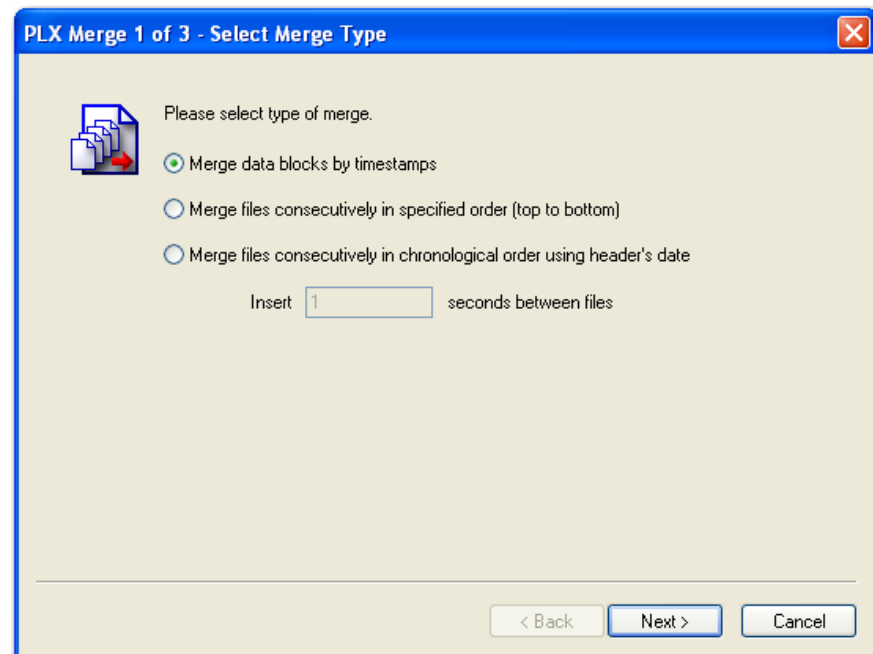 PLX Merge 1 of 3 - Select Merge Type
Please select type of merge.
Merge data blocks by timestamps
Merge files consecutively in specified order (top to bottom)
Merge files consecutively in chronological order using header's date
Insert 1 seconds between files
< Back Next > Cancel